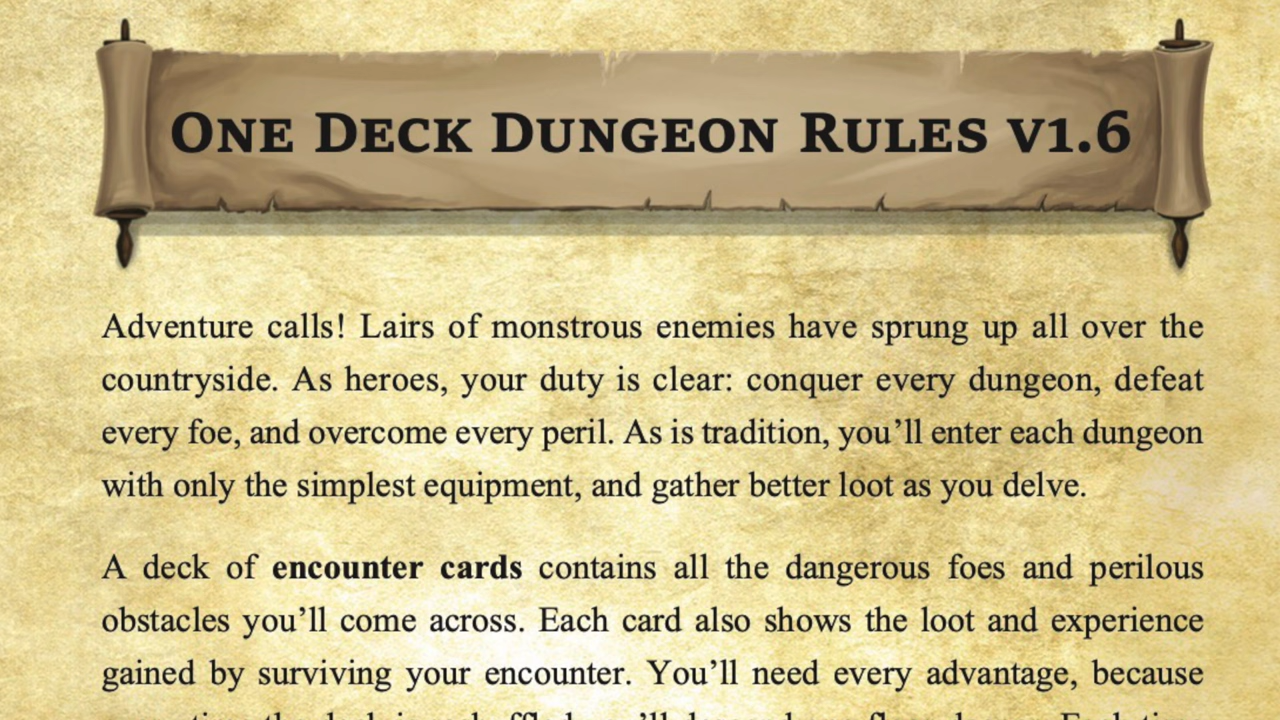 One Deck Dungeon Rules v1.6
Adventure calls! Lairs of monstrous enemies have sprung up all over the
countryside. As heroes, your duty is clear: conquer every dungeon, defeat
every foe, and overcome every peril. As is tradition, you’ll enter each dungeon
with only the simplest equipment, and gather better loot as you delve.
A deck of encounter cards contains all the dangerous foes and perilous
obstacles you’ll come across. Each card also shows the loot and experience
gained by surviving your encounter. You’ll need every advantage, because